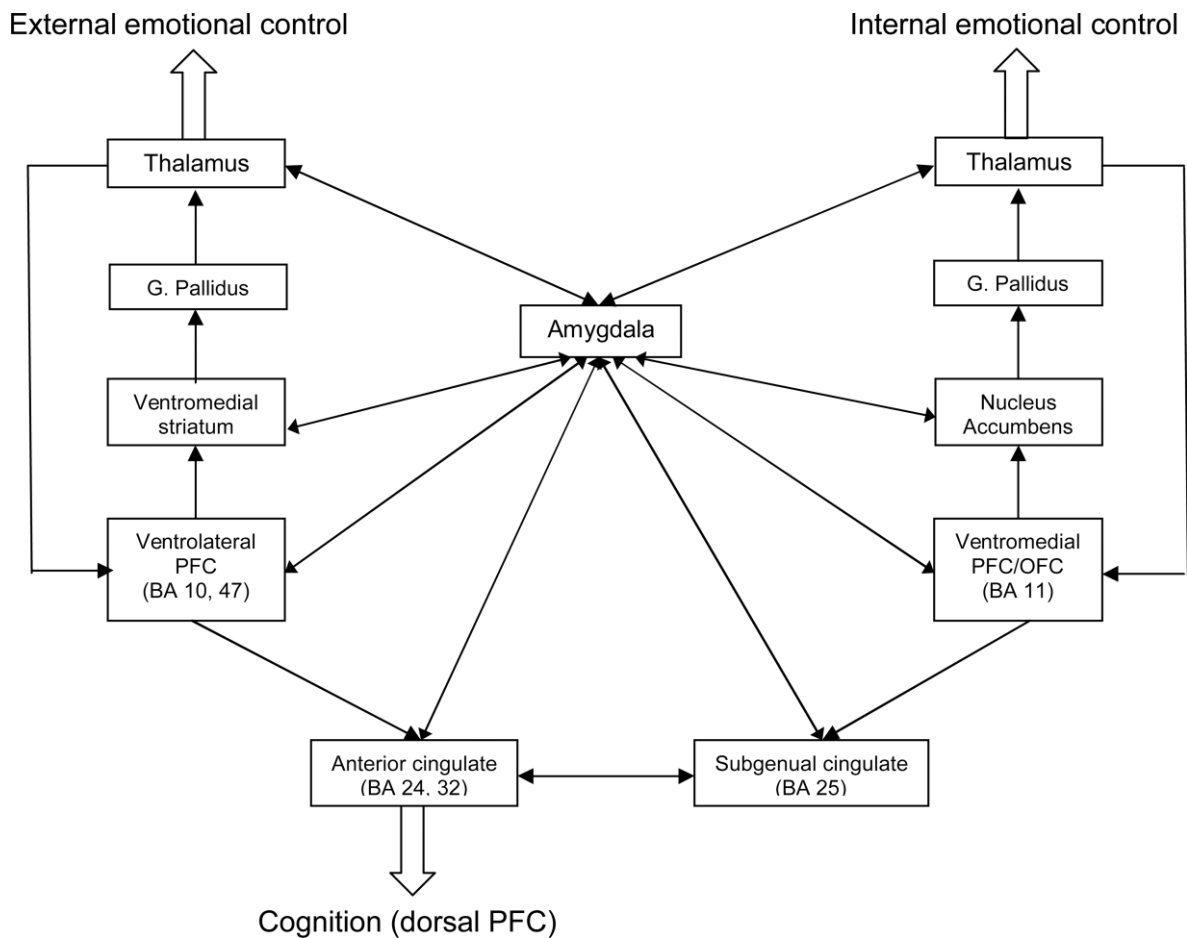 External emotional control
Internal emotional control
Thalamus
Thalamus
G. Pallidus
G. Pallidus
Amygdala
Ventromedial
striatum
Nucleus
Accumbens
Ventrolateral
PFC
(BA 10, 47)
Ventromedial
PFC/OFC
(BA 11)
Anterior cingulate
(BA 24, 32)
Subgenual cingulate
(BA 25)
Cognition (dorsal PFC)